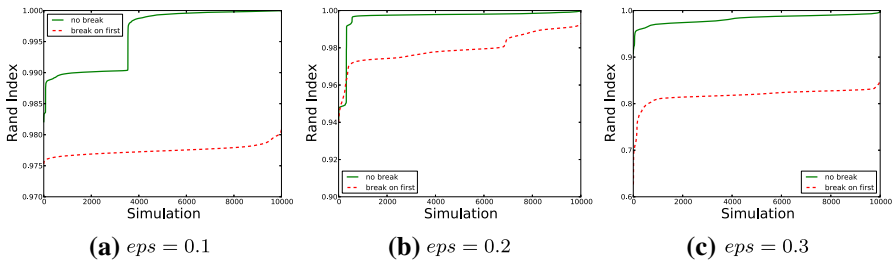 1.000
0.995
0.990
0.985
0.980
0.975
0.970
Rand Index
no break
break on first
0 2000 4000 6000 8000 10000
Simulation
(a) eps = 0.1
1.00
0.98
0.96
0.94
0.92
0.90
Rand Index
no break
break on first
0 2000 4000 6000 8000 10000
Simulation
(b) eps = 0.2
1.0
0.9
0.8
0.7
0.6
Rand Index
no break
break on first
0 2000 4000 6000 8000 10000
Simulation
(c) eps = 0.3